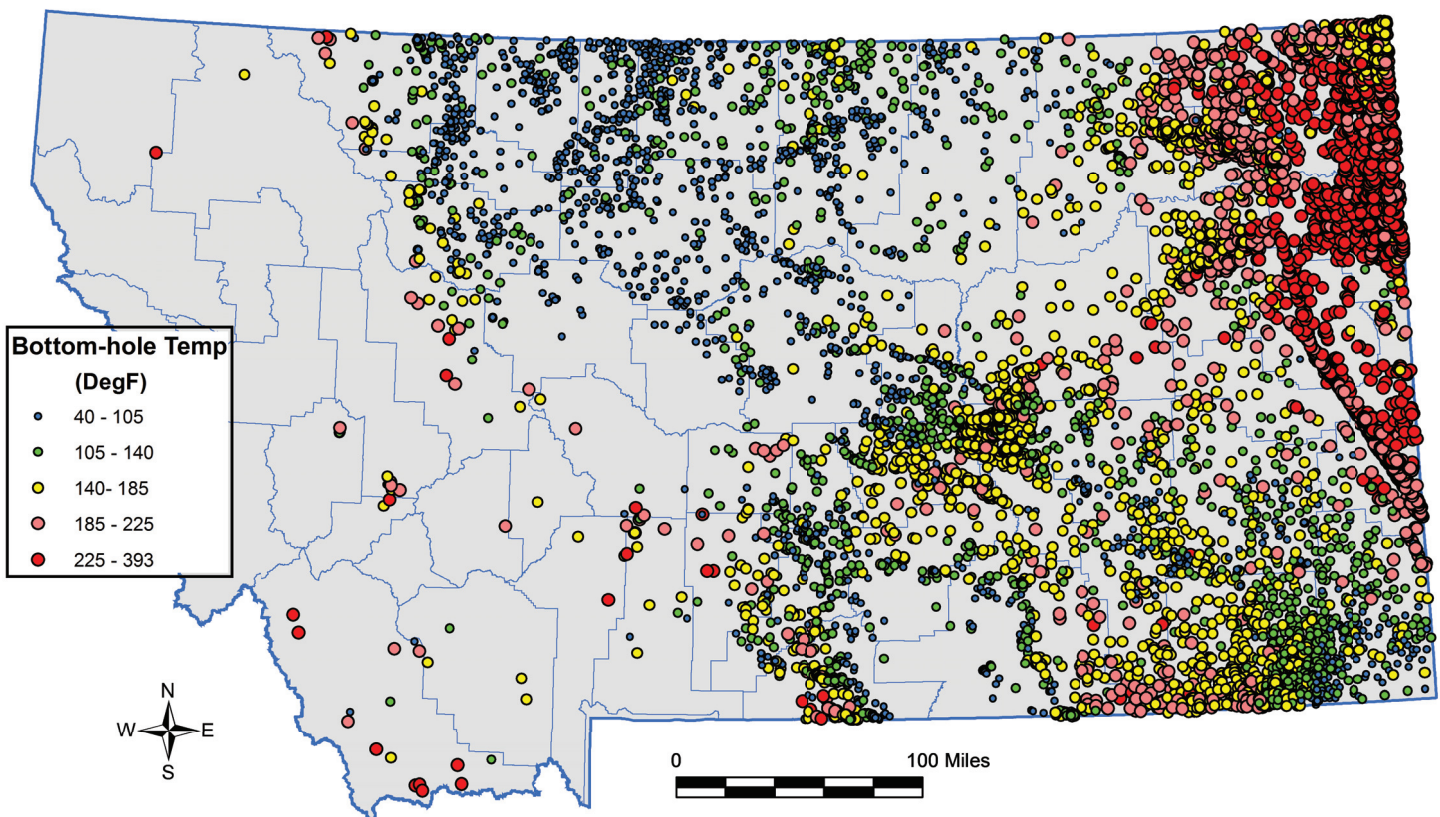 Bottom-hole Temp
(DegF)
40 - 105
105 - 140
140- 185
185 - 225
225 - 393
N
W E
S
0 100 Miles